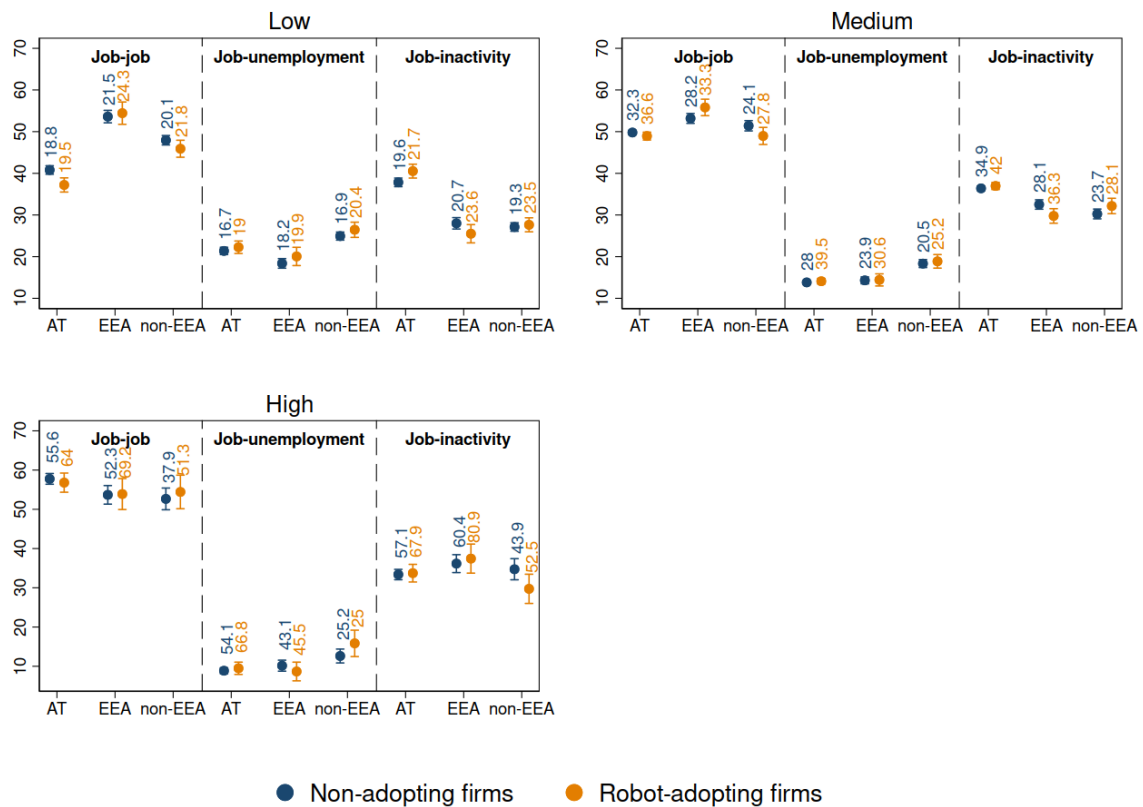 Low
Job-job Job-unemployment Job-inactivity
70
60
50
40
30
20
10
18.8 19.5 21.5 24.3 20.1 21.8 16.7 19 18.2 19.9 16.9 20.4 19.6 21.7 20.7 23.6 19.3 23.5
AT EEA non-EEA AT EEA non-EEA AT EEA non-EEA
Medium
Job-job Job-unemployment Job-inactivity
70
60
50
40
30
20
10
32.3 36.6 28.2 33.3 24.1 27.8 28 39.5 23.9 30.6 20.5 25.2 34.9 42 28.1 36.3 23.7 28.1
AT EEA non-EEA AT EEA non-EEA AT EEA non-EEA
High
Job-job Job-unemployment Job-inactivity
70
60
50
40
30
20
10
55.6 64 52.3 69.2 37.9 51.3 54.1 66.8 43.1 45.5 25.2 25 57.1 67.9 60.4 80.9 43.9 52.5
AT EEA non-EEA AT EEA non-EEA AT EEA non-EEA
Non-adopting firms Robot-adopting firms